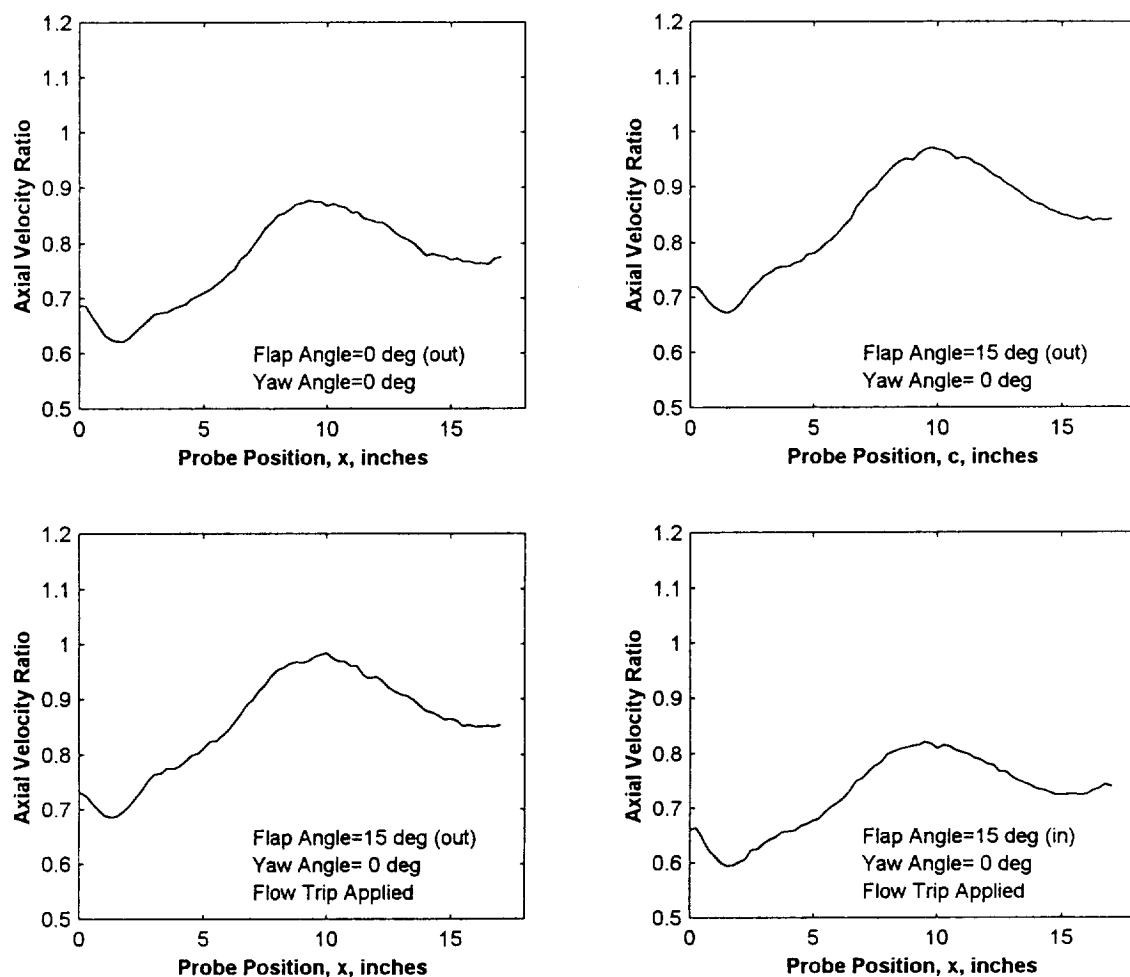 1.2
1.1
1
0.9
0.8
0.7
0.6
0.5
Axial Velocity Ratio
Flap Angle=0 deg (out)
Yaw Angle=0 deg
0 5 10 15
Probe Position, x, inches
1.2
1.1
1
0.9
0.8
0.7
0.6
0.5
Axial Velocity Ratio
Flap Angle=15 deg (out)
Yaw Angle= 0 deg
0 5 10 15
Probe Position, c, inches
1.2
1.1
1
0.9
0.8
0.7
0.6
0.5
Axial Velocity Ratio
Flap Angle=15 deg (out)
Yaw Angle= 0 deg
Flow Trip Applied
0 5 10 15
Probe Position, x, inches
1.2
1.1
1
0.9
0.8
0.7
0.6
0.5
Axial Velocity Ratio
Flap Angle=15 deg (in)
Yaw Angle= 0 deg
Flow Trip Applied
0 5 10 15
Probe Position, x, inches